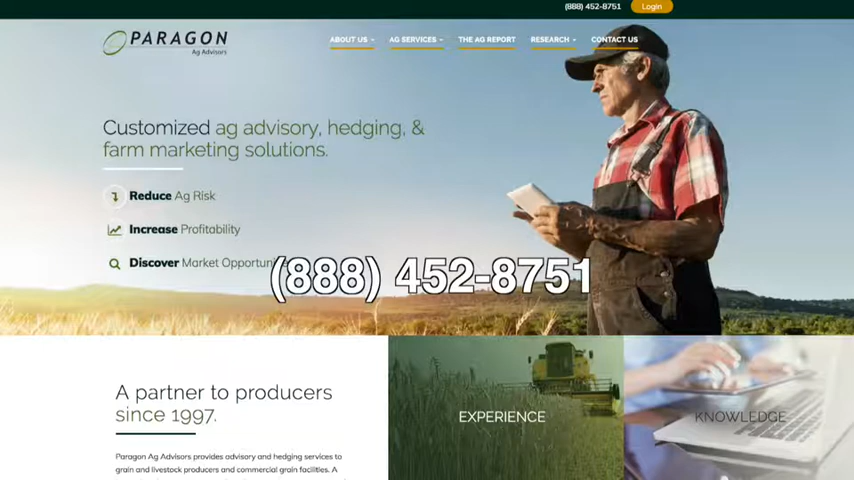 (888) 452-8751 Login
PARAGON
Ag Advisors
ABOUT US AG SERVICES THE AG REPORT RESEARCH CONTACT US
Customized ag advisory, hedging, &
farm marketing solutions.
Reduce Ag Risk
Increase Profitability
Discover Market
(888) 452-8751
A partner to producers
since 1997.
EXPERIENCE
KNOWLEDGE
Paragon Ag Advisors provides advisory and hedging services to
grain and livestock producers and commercial grain facilities. A